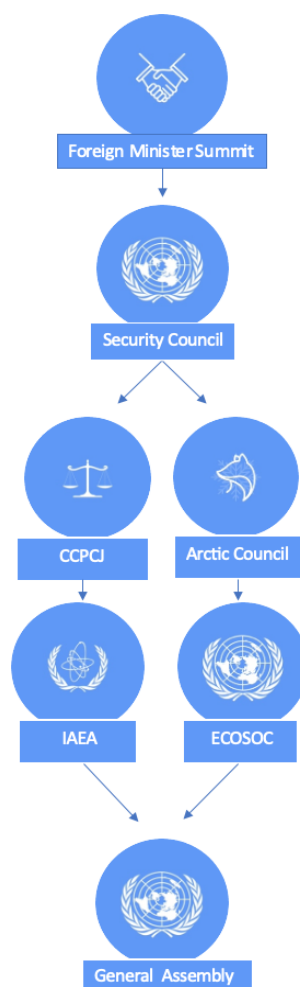 Foreign Minister Summit
Security Council
CCPCJ
Arctic Council
IAEA
ECOSOC
General Assembly